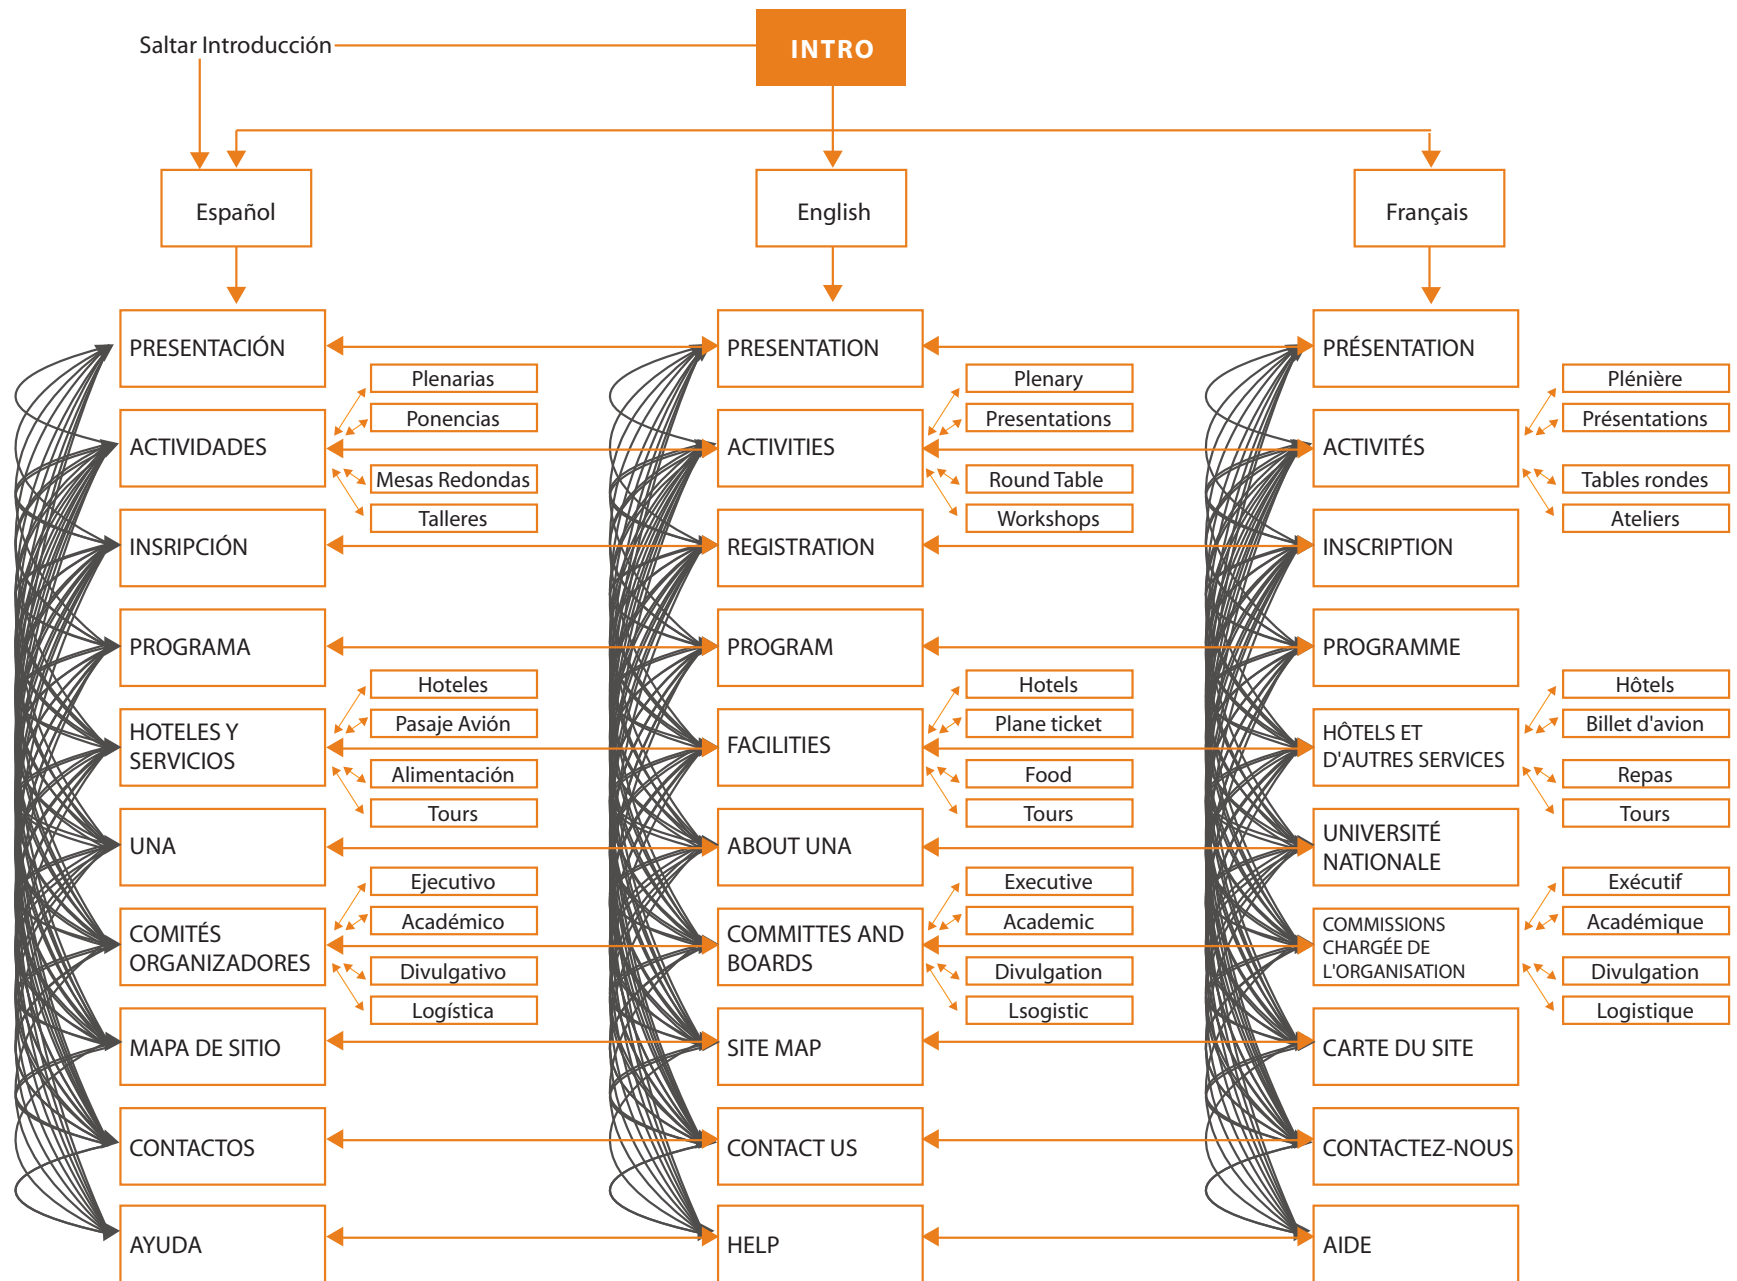 Saltar Introducción
INTRO
Español
English
Français
PRESENTACIÓN
Plenarias
Ponencias
ACTIVIDADES
Mesas Redondas
Talleres
INSRIPCIÓN
PROGRAMA
Hoteles
Pasaje Avión
HOTELES Y
SERVICIOS
Alimentación
Tours
UNA
Ejecutivo
Académico
COMITÉS
ORGANIZADORES
Divulgativo
Logística
MAPA DE SITIO
CONTACTOS
AYUDA
PRESENTATION
Plenary
Presentations
ACTIVITIES
Round Table
Workshops
REGISTRATION
PROGRAM
Hotels
Plane ticket
FACILITIES
Food
Tours
ABOUT UNA
Executive
Academic
COMMITTES AND
BOARDS
Divulgation
Lsogistic
SITE MAP
CONTACT US
HELP
PRÉSENTATION
Plénière
Présentations
ACTIVITÉS
Tables rondes
Ateliers
INSCRIPTION
PROGRAMME
Hôtels
Billet d'avion
HÔTELS ET
D'AUTRES SERVICES
Repas
Tours
UNIVERSITÉ
NATIONALE
Exécutif
Académique
COMMISSIONS
CHARGÉE DE
L'ORGANISATION
Divulgation
Logistique
CARTE DU SITE
CONTACTEZ-NOUS
AIDE